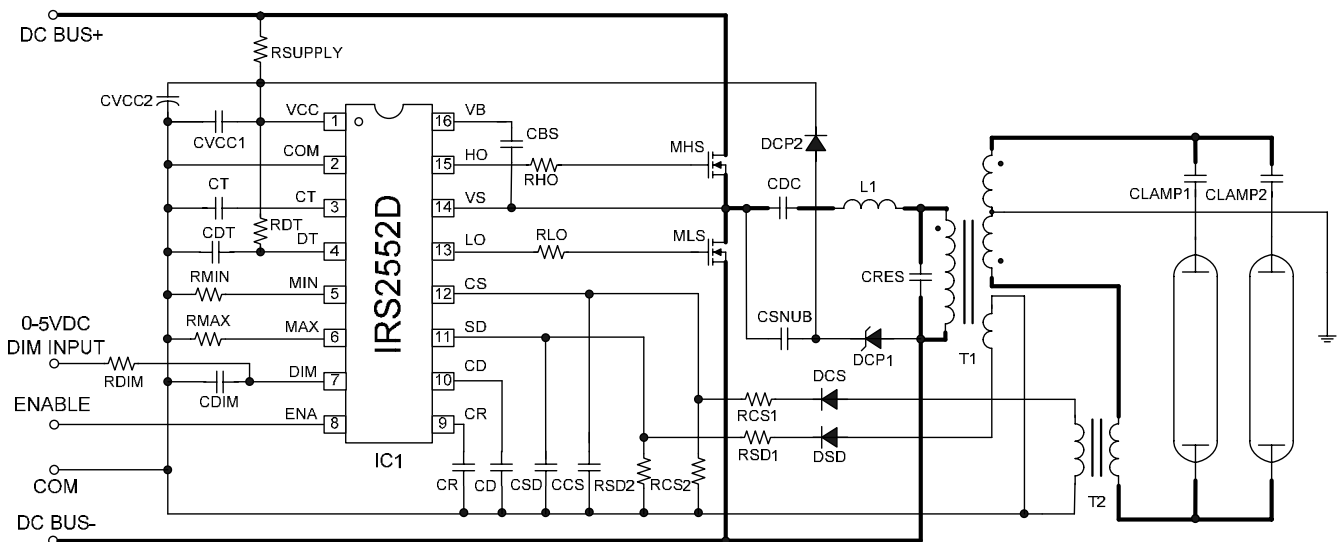 DC BUS+
RSUPPLY
CVCC2
CVCC1
VCC
1
16
VB
CBS
DCP2
COM
2
15
HO
RHO
MHS
CT
CT
3
14
VS
CDC
L1
CLAMP1
CLAMP2
CDT
RDT
DT
4
13
LO
RLO
MLS
RMIN
MIN
5
12
CS
CRES
IRS2552D
0-5VDC
DIM INPUT
RMAX
MAX
6
11
SD
CSNUB
DCP1
T1
RDIM
CDIM
DIM
7
10
CD
DCS
RCS1
ENABLE
ENA
8
9
CR
RSD1
DSD
IC1
COM
CR
CD
CSD
CCS
RSD2
RCS2
T2
DC BUS-